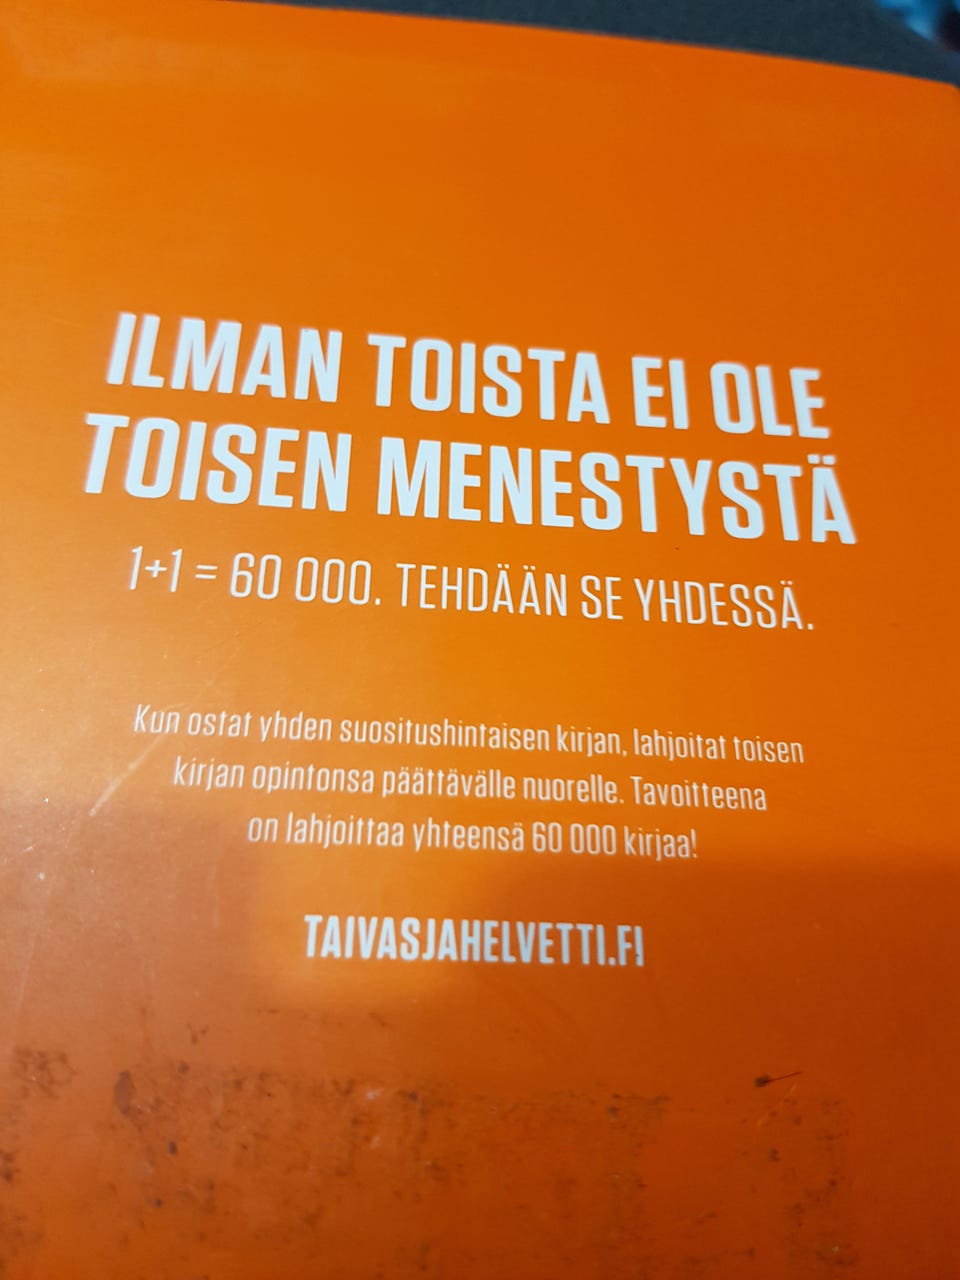 ILMAN TOISTA EI OLE
TOISEN MENESTYSTÄ
1+1 = 60 000. TEHDÄÄN SE YHDESSÄ.
Kun ostat yhden suositushintaisen kirjan, lahjoitat toisen
kirjan opintonsa päättävälle nuorelle. Tavoitteena
on lahjoittaa yhteensä 60 000 kirjaa!
TAIVASJAHELVETTI.FI